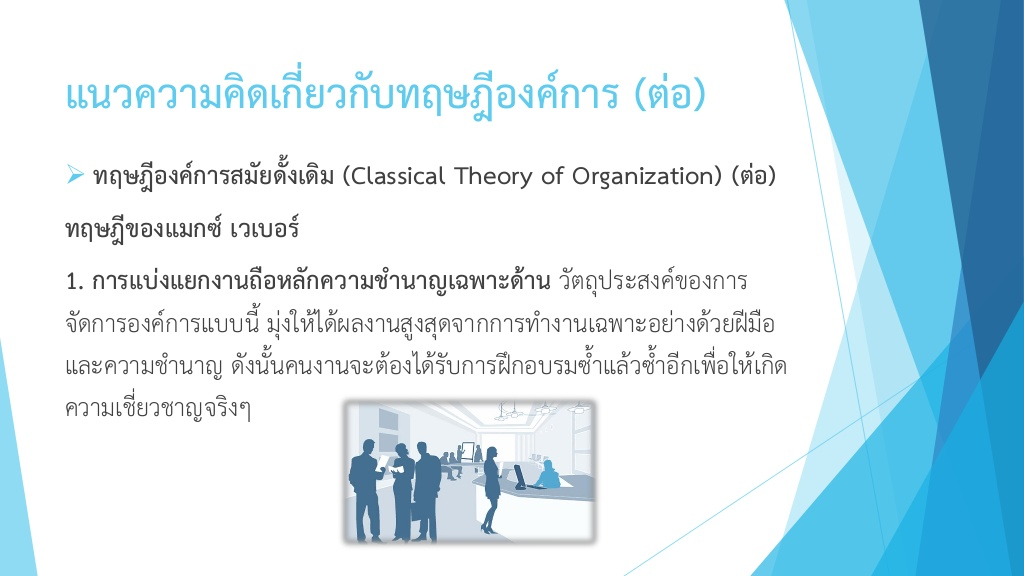 แนวความคิดเกี่ยวกับทฤษฎีองค์การ (ต่อ)
ทฤษฎีองค์การสมัยดั้งเดิม (Classical Theory of Organization) (ต่อ)
ทฤษฎีของแมกซ์ เวเบอร์
1. การแบ่งแยกงานถือหลักความชำนาญเฉพาะด้าน วัตถุประสงค์ของการ
จัดการองค์การแบบนี้ มุ่งให้ได้ผลงานสูงสุดจากการทำงานเฉพาะอย่างด้วยฝีมือ
และความชำนาญ ดังนั้นคนงานจะต้องได้รับการฝึกอบรมซ้ำแล้วซ้ำอีกเพื่อให้เกิด
ความเชี่ยวชาญจริงๆ